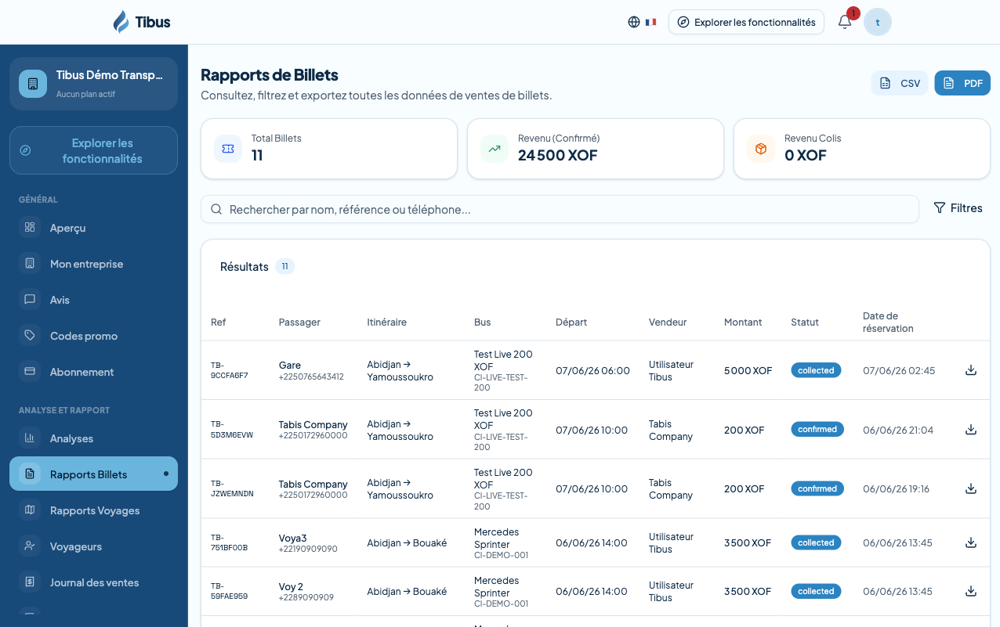 Tibus
Explorer les fonctionnalités
1
t
Tibus Démo Transp...
Aucun plan actif
Explorer les
fonctionnalités
GÉNÉRAL
Aperçu
Mon entreprise
Avis
Codes promo
Abonnement
ANALYSE ET RAPPORT
Analyses
Rapports Billets
Rapports Voyages
Voyageurs
Journal des ventes
Rapports de Billets
Consultez, filtrez et exportez toutes les données de ventes de billets.
CSV
PDF
Total Billets
11
Revenu (Confirmé)
24 500 XOF
Revenu Colis
0 XOF
Rechercher par nom, référence ou téléphone...
Filtres
Résultats 11
Ref
Passager
Itinéraire
Bus
Départ
Vendeur
Montant
Statut
Date de
réservation
TB-
9CCFA6F7
Gare
+2250765643412
Abidjan →
Yamoussoukro
Test Live 200
XOF
CI-LIVE-TEST-
200
07/06/26 06:00
Utilisateur
Tibus
5 000 XOF
collected
07/06/26 02:45
TB-
5D3M6EVW
Tabis Company
+2250172960000
Abidjan →
Yamoussoukro
Test Live 200
XOF
CI-LIVE-TEST-
200
07/06/26 10:00
Tabis
Company
200 XOF
confirmed
06/06/26 21:04
TB-
JZWEMNDN
Tabis Company
+2250172960000
Abidjan →
Yamoussoukro
Test Live 200
XOF
CI-LIVE-TEST-
200
07/06/26 10:00
Tabis
Company
200 XOF
confirmed
06/06/26 19:16
TB-
751BF00B
Voya3
+22190909090
Abidjan → Bouaké
Mercedes
Sprinter
CI-DEMO-001
06/06/26 14:00
Utilisateur
Tibus
3 500 XOF
collected
06/06/26 13:45
TB-
59FAE959
Voy 2
+2289090909
Abidjan → Bouaké
Mercedes
Sprinter
CI-DEMO-001
06/06/26 14:00
Utilisateur
Tibus
3 500 XOF
collected
06/06/26 13:45